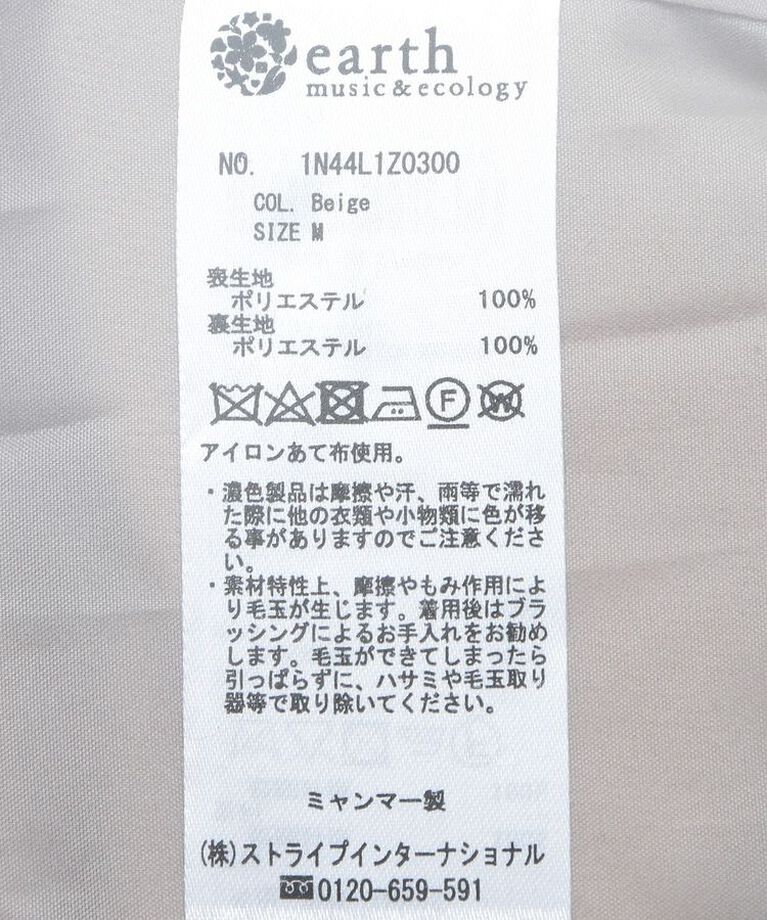 earth
music&ecology
NO. 1N44L1Z0300
COL. Beige
SIZE M
表生地
ポリエステル 100%
裏生地
ポリエステル 100%
F W
アイロンあて布使用。
・濃色製品は摩擦や汗、雨等で濡れ
た際に他の衣類や小物類に色が移
る事がありますのでご注意くださ
い。
・素材特性上、摩擦やもみ作用によ
り毛玉が生じます。着用後はブラ
ッシングによるお手入れをお勧め
します。毛玉ができてしまったら
引っぱらずに、ハサミや毛玉取り
器等で取り除いてください。
ミャンマー製
(株)ストライプインターナショナル
0120-659-591